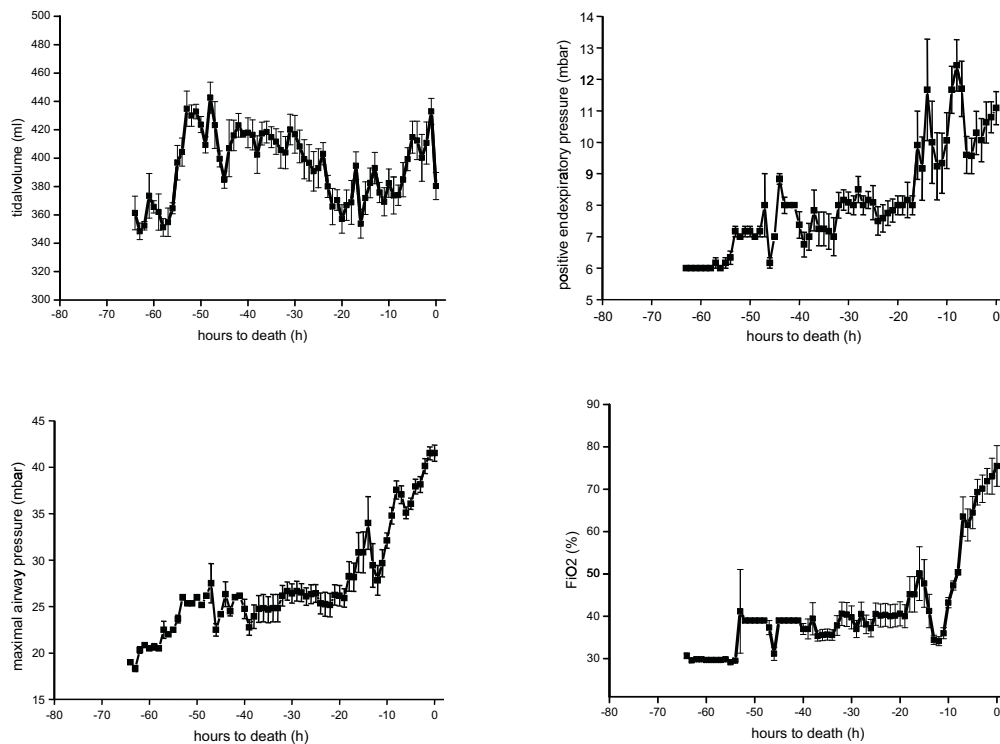 500
480
460
440
420
400
380
360
340
320
300
tidalvolume (ml)
-80 -70 -60 -50 -40 -30 -20 -10 0
hours to death (h)
14
13
12
11
10
9
8
7
6
5
positive endexpiratory pressure (mbar)
-80 -70 -60 -50 -40 -30 -20 -10 0
hours to death (h)
45
40
35
30
25
20
15
maximal airway pressure (mbar)
-80 -70 -60 -50 -40 -30 -20 -10 0
hours to death (h)
90
80
70
60
50
40
30
FiO2 (%)
-80 -70 -60 -50 -40 -30 -20 -10 0
hours to death (h)